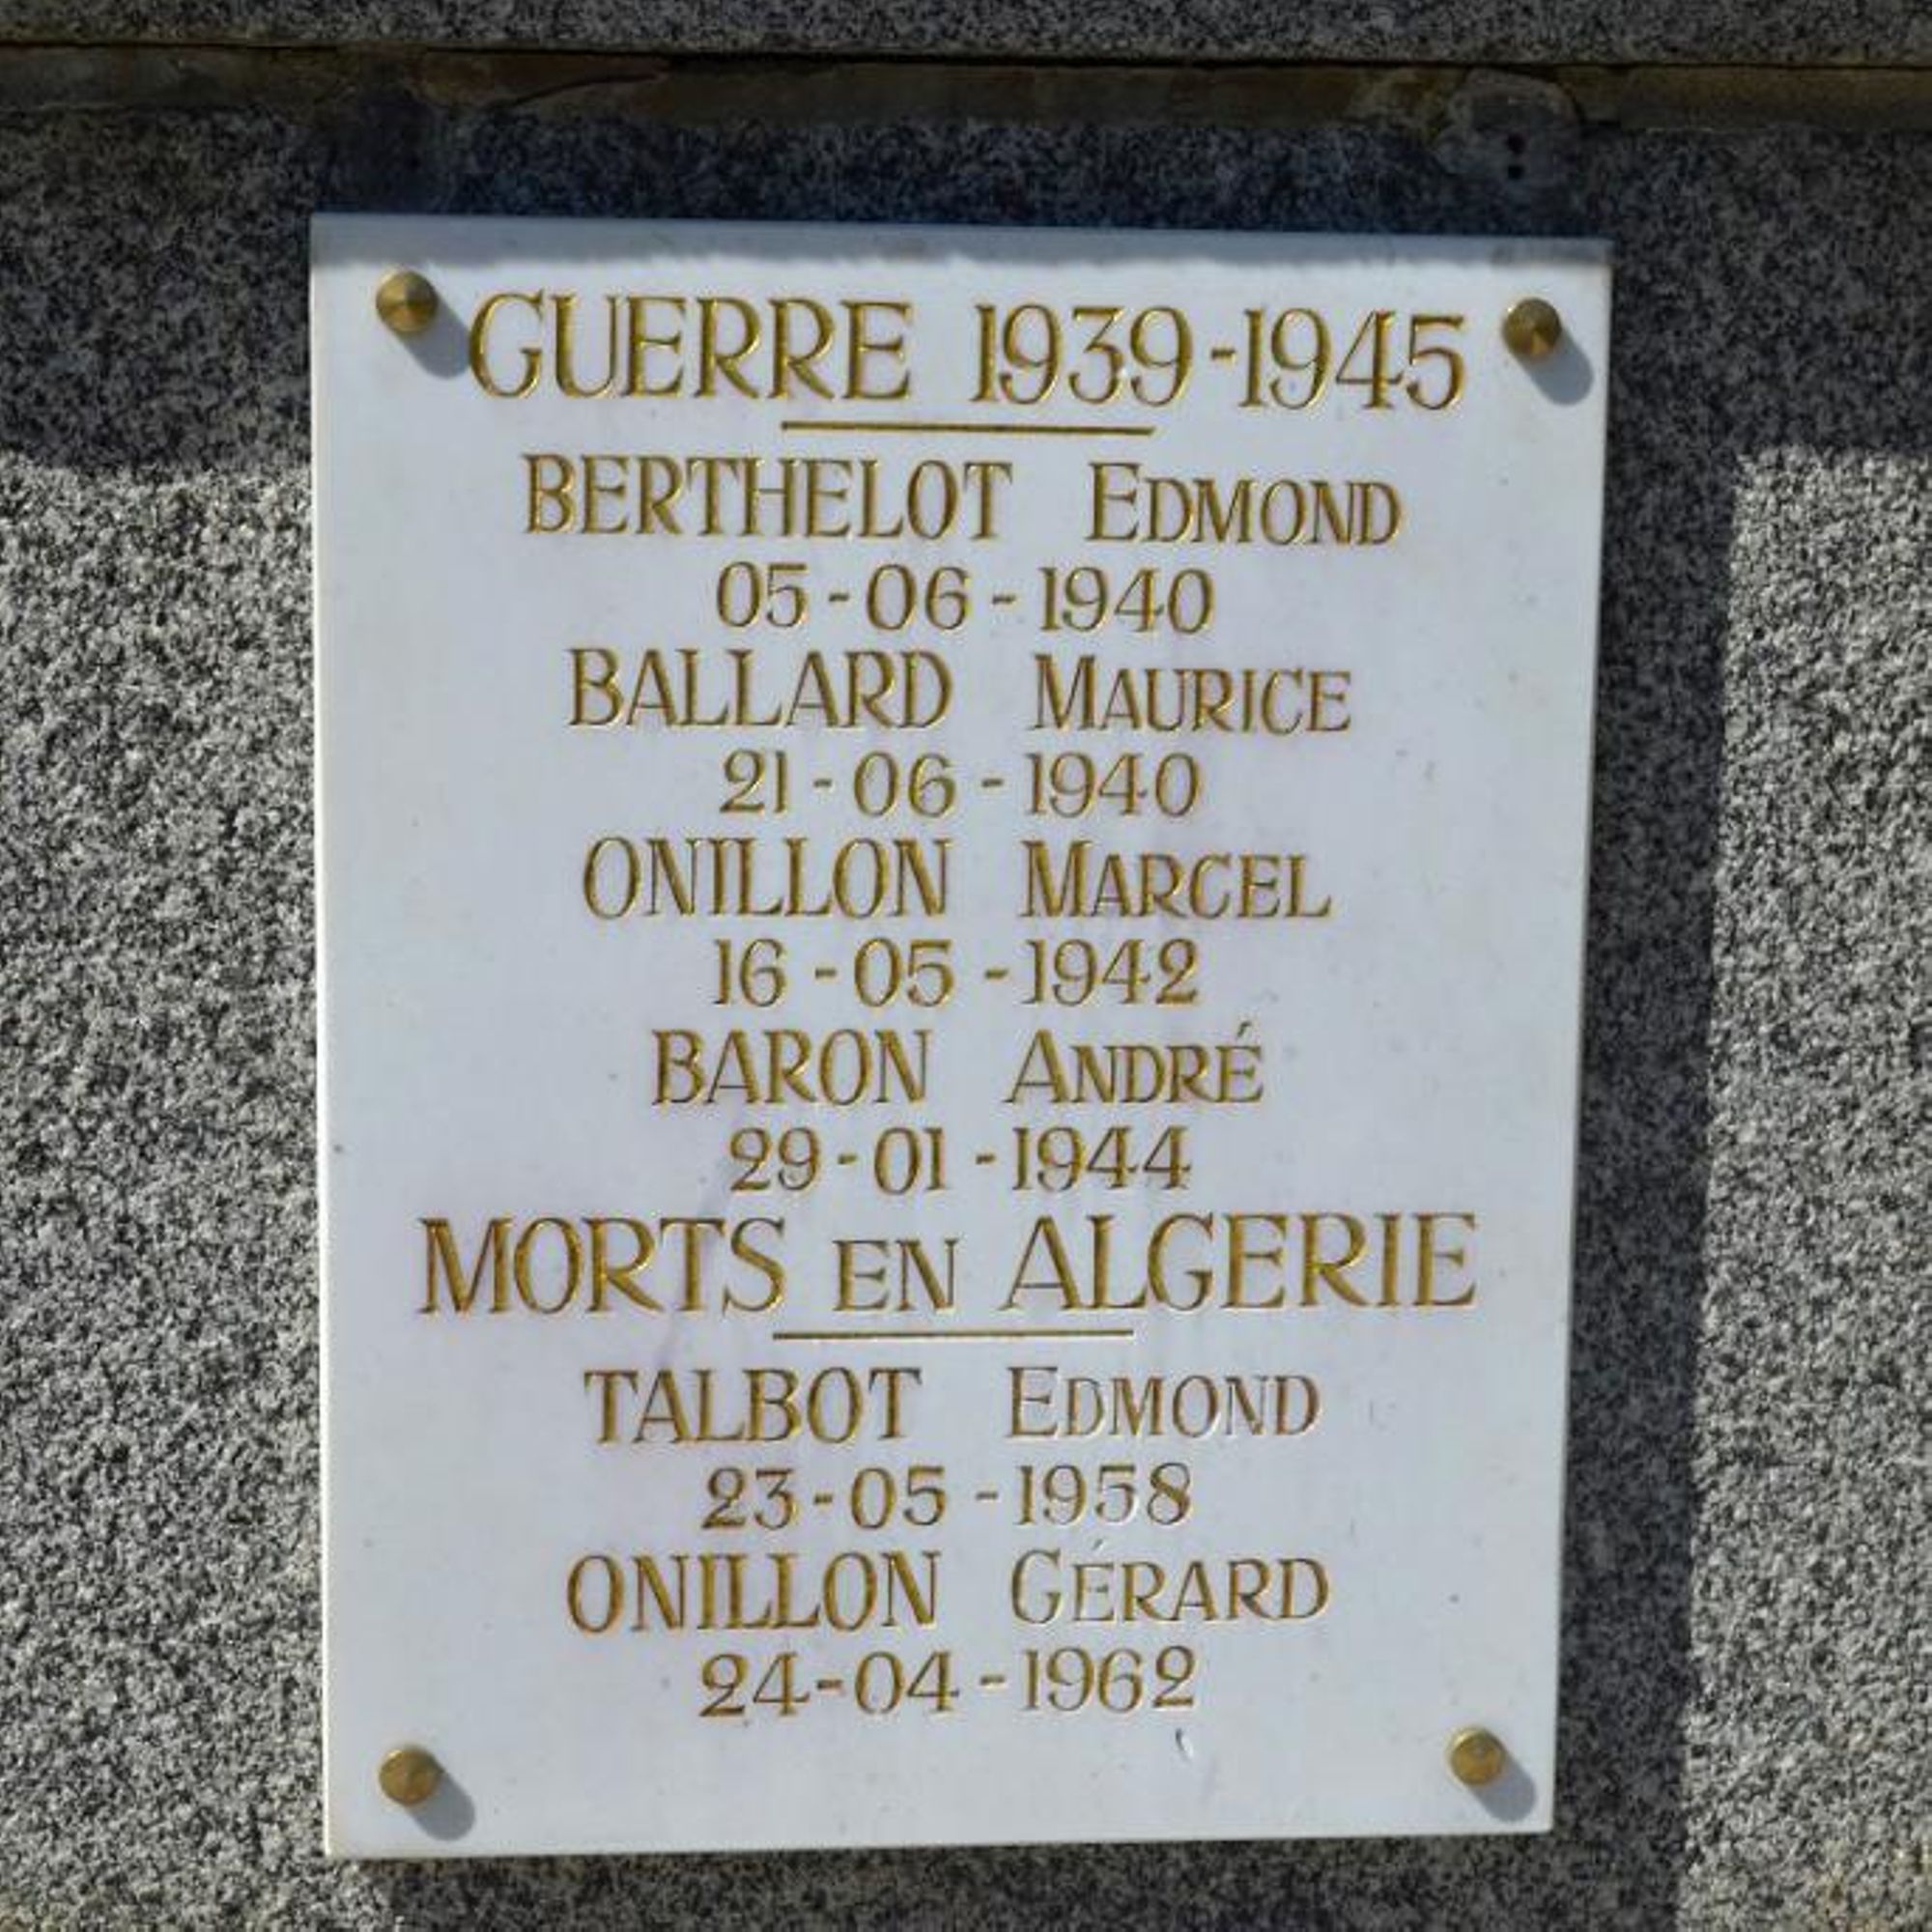 GUERRE 1939-1945
BERTHELOT EDMOND
05-06-1940
BALLARD MAURICE
21-06-1940
ONILLON MARCEL
16-05-1942
BARON ANDRÉ
29-01-1944
MORTS EN ALGERIE
TALBOT EDMOND
23-05-1958
ONILLON GÉRARD
24-04-1962